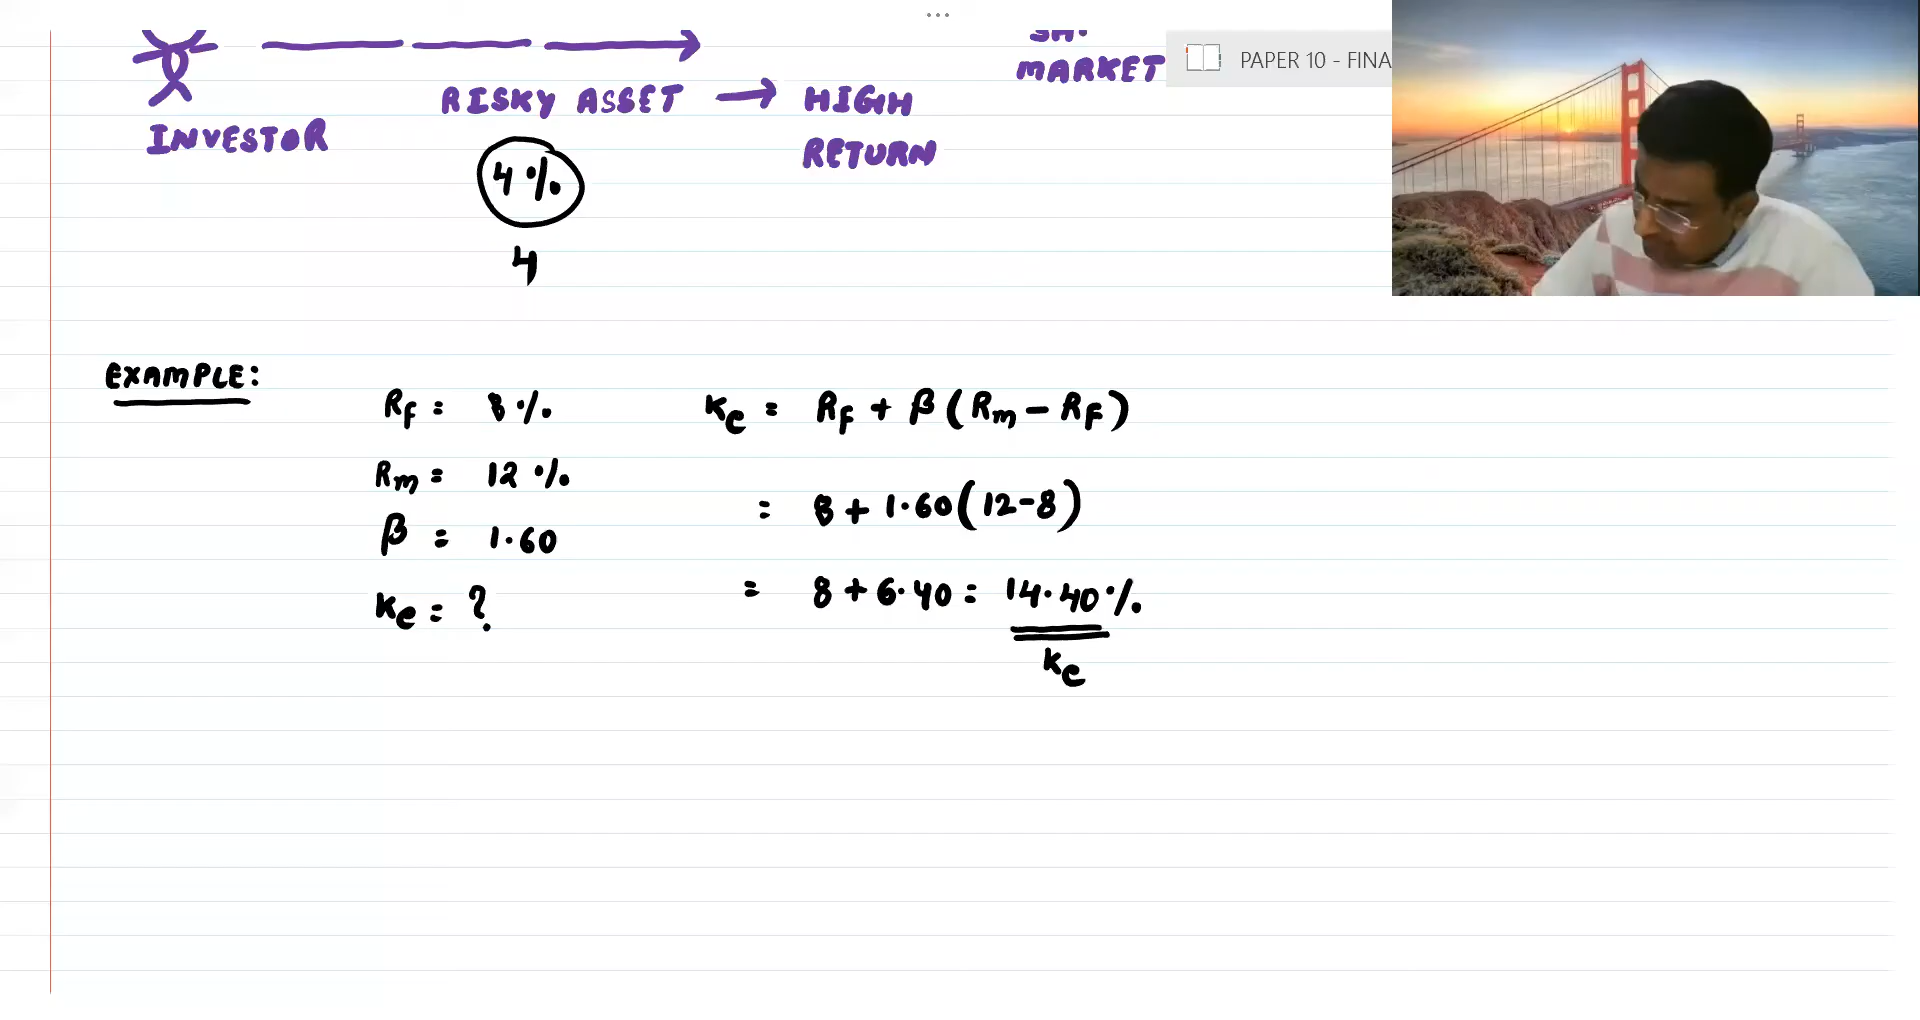 MARKET
PAPER 10 - FINA
RISKY ASSET → HIGH
INVESTOR
RETURN
4%
4
EXAMPLE:
RF = 8% Ke = RF + β(Rm - RF)
Rm = 12% = 8 + 1.60(12-8)
β = 1.60
Ke = ? = 8 + 6.40 = 14.40%
Ke